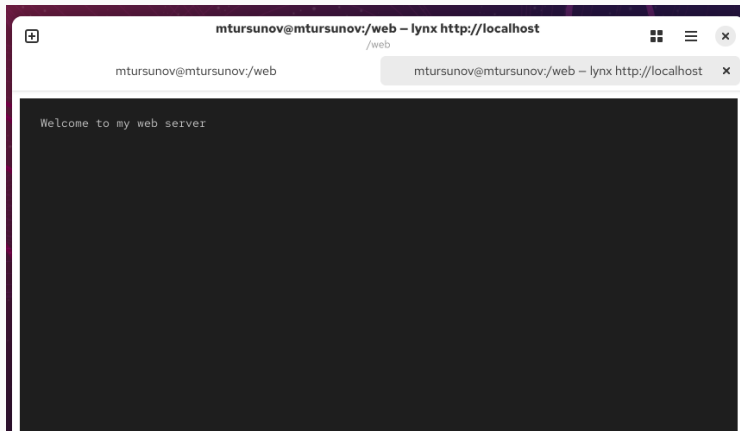 mtursunov@mtursunov:/web — lynx http://localhost
/web
mtursunov@mtursunov:/web
mtursunov@mtursunov:/web — lynx http://localhost
Welcome to my web server